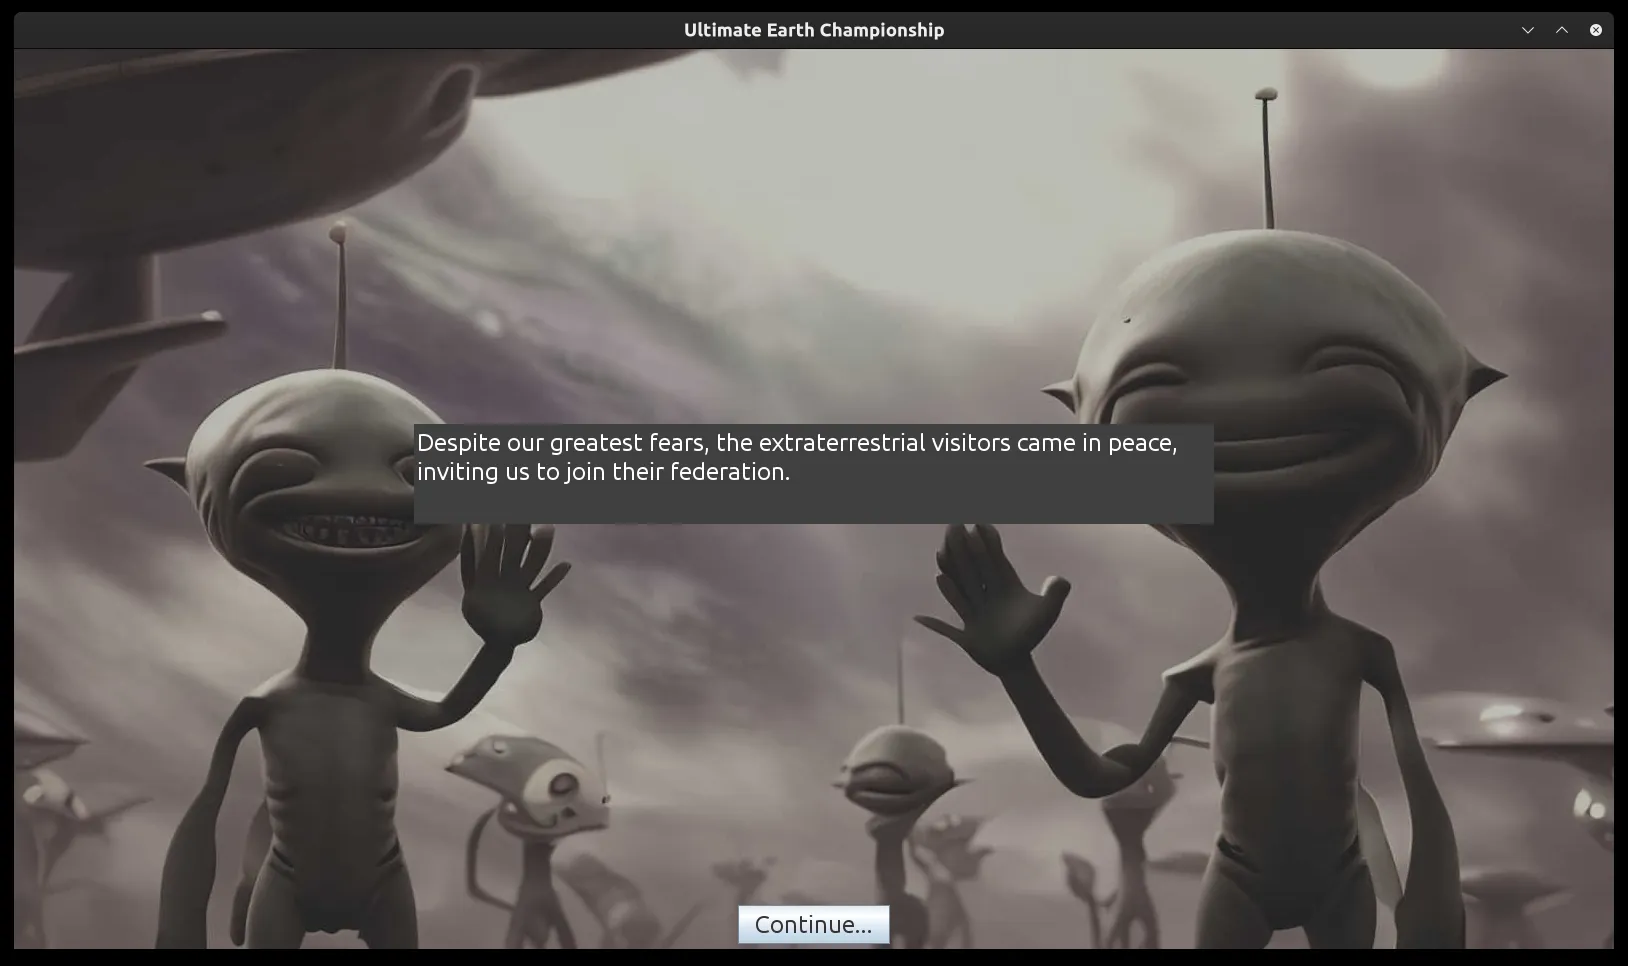 Ultimate Earth Championship
Despite our greatest fears, the extraterrestrial visitors came in peace,
inviting us to join their federation.
Continue...